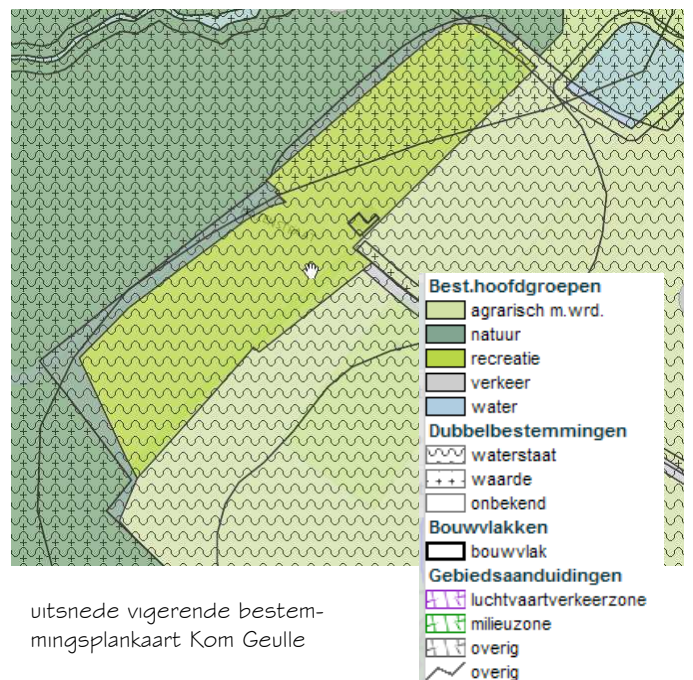 Best.hoofdgroepen
agrarisch m.wrd.
natuur
recreatie
verkeer
water
Dubbelbestemmingen
waterstaat
waarde
onbekend
Bouwvlakken
bouwvlak
Gebiedsaanduidingen
luchtvaartverkeerzone
milieuzone
overig
overig
uitsnede vigerende bestem-
mingsplankaart Kom Geulle